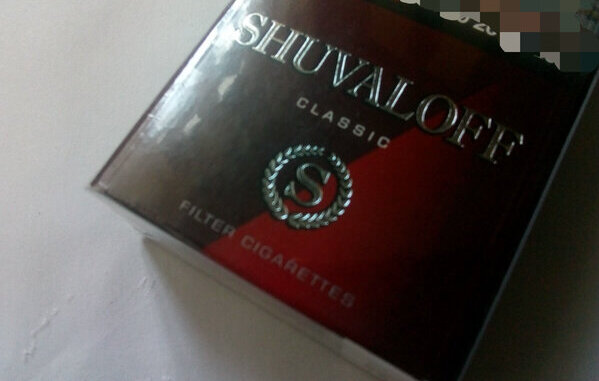 SHUVALOFF
CLASSIC
S
FILTER CIGARETTES